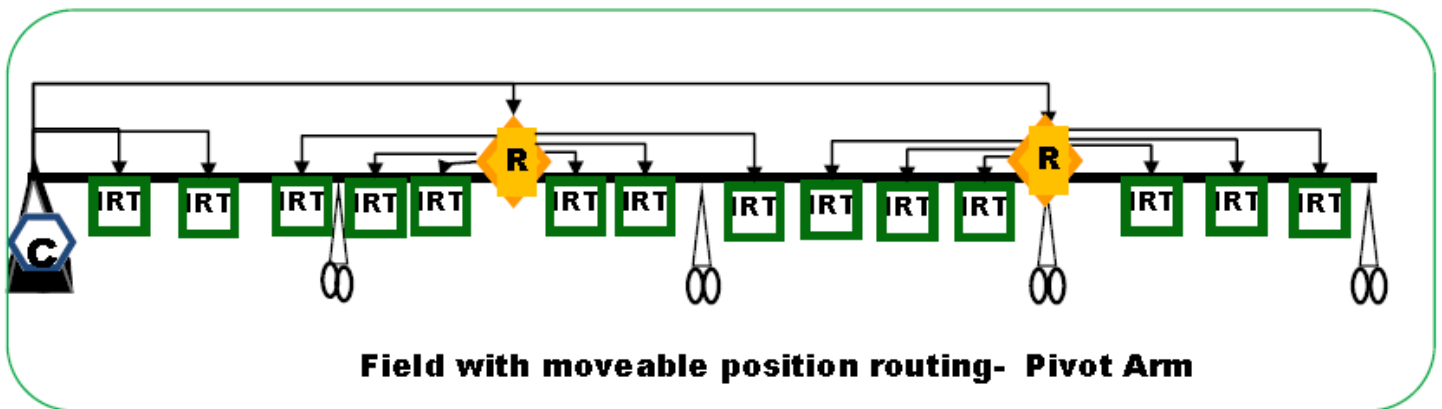 R R
IRT IRT IRT IRT IRT IRT IRT IRT IRT IRT IRT IRT IRT IRT
C
Field with moveable position routing- Pivot Arm